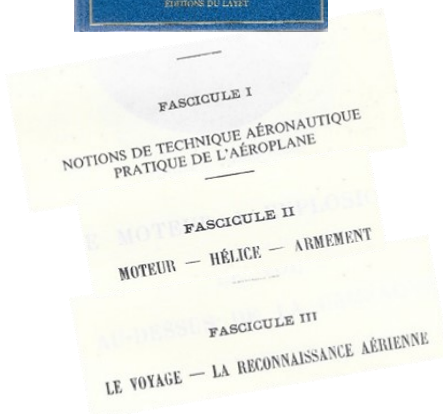 ÉDITIONS DU LAYET
FASCICULE I
NOTIONS DE TECHNIQUE AÉRONAUTIQUE
PRATIQUE DE L'AÉROPLANE
FASCICULE II
MOTEUR — HÉLICE — ARMEMENT
FASCICULE III
LE VOYAGE — LA RECONNAISSANCE AÉRIENNE